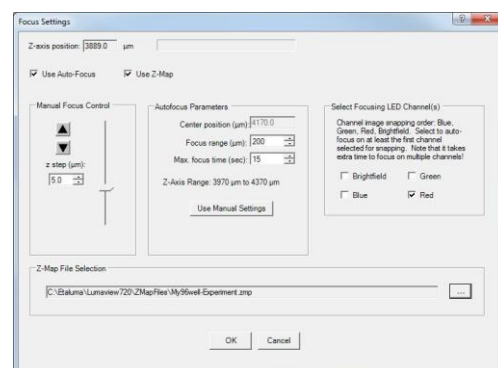 Focus Settings
Z-axis position: 3889.0 µm
Use Auto-Focus Use Z-Map
Manual Focus Control
z step (µm):
5.0
Autofocus Parameters
Center position (µm): 4170.0
Focus range (µm): 200
Max. focus time (sec): 15
Z-Axis Range: 3970 µm to 4370 µm
Use Manual Settings
Select Focusing LED Channel(s)
Channel image snapping order: Blue,
Green, Red, Brightfield. Select to auto-
focus on at least the first channel
selected for snapping. Note that it takes
extra time to focus on multiple channels!
Brightfield Green
Blue Red
Z-Map File Selection
C:\Etaluma\Lumaview720\ZMapFiles\My96well-Experiment.zmp
...
OK Cancel